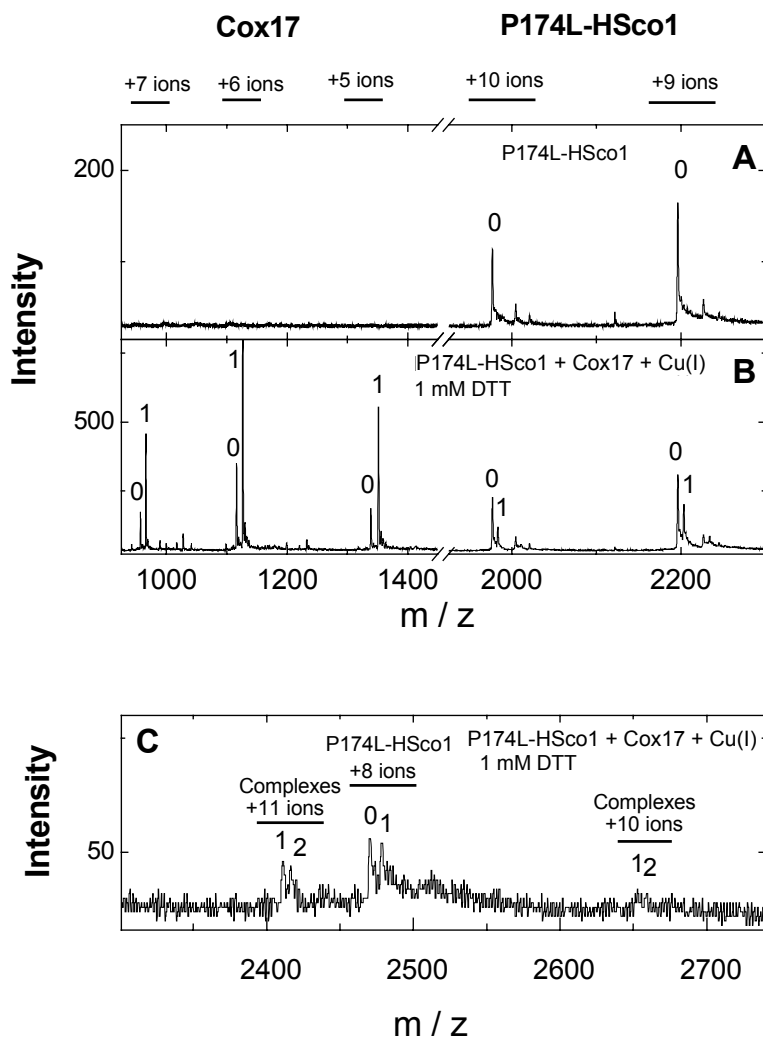 Cox17 P174L-HSco1
+7 ions +6 ions +5 ions +10 ions +9 ions
P174L-HSco1 A
200
0 0
Intensity
P174L-HSco1 + Cox17 + Cu(I) B
1 mM DTT
500
0 1 0 1 0 1 0 1 0 1
1000 1200 1400 2000 2200
m / z
C P174L-HSco1 P174L-HSco1 + Cox17 + Cu(I)
+8 ions 1 mM DTT
Complexes
+11 ions
Complexes
+10 ions
1 2 0 1 1 2
50
Intensity
2400 2500 2600 2700
m / z